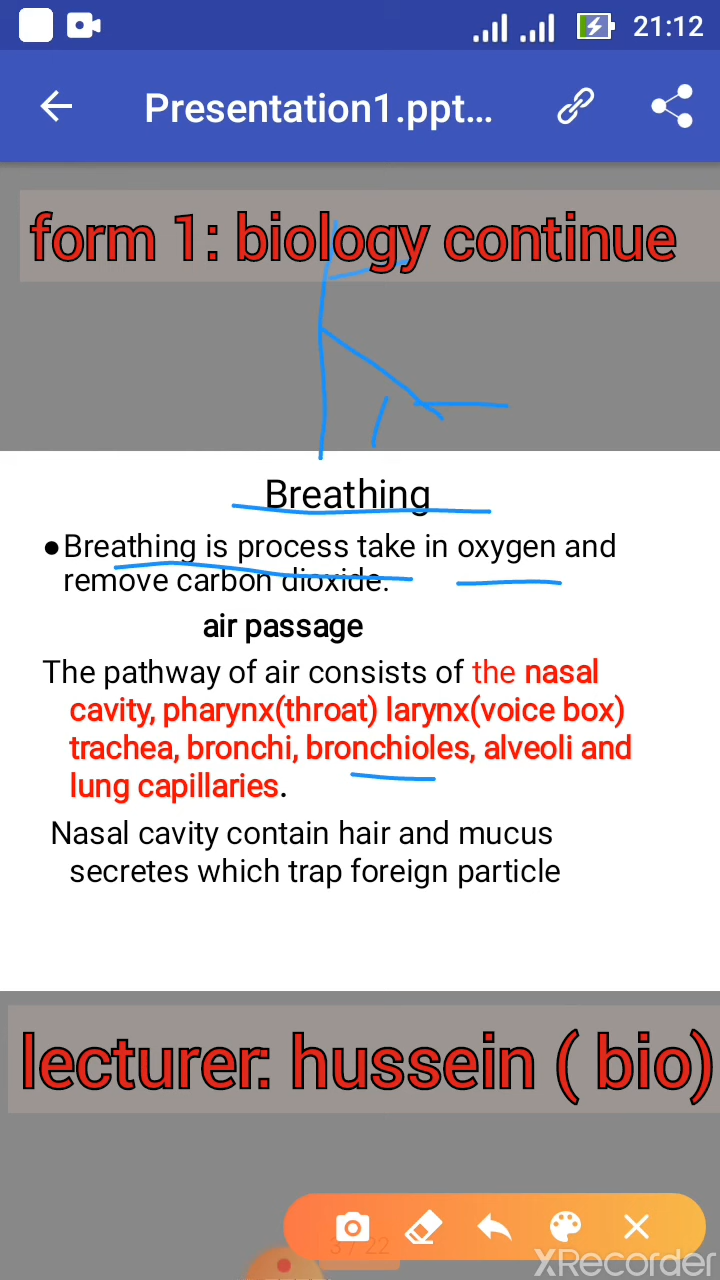 21:12
Presentation1.ppt...
form 1: biology continue
Breathing
●Breathing is process take in oxygen and
remove carbon dioxide.
air passage
The pathway of air consists of the nasal
cavity, pharynx(throat) larynx(voice box)
trachea, bronchi, bronchioles, alveoli and
lung capillaries.
Nasal cavity contain hair and mucus
secretes which trap foreign particle
lecturer: hussein ( bio)
3 / 22
XRecorder